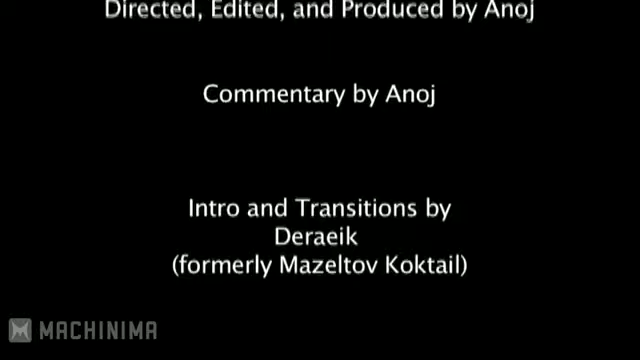 Directed, Edited, and Produced by Anoj
Commentary by Anoj
Intro and Transitions by
Deraeik
(formerly Mazeltov Koktail)
MACHINIMA